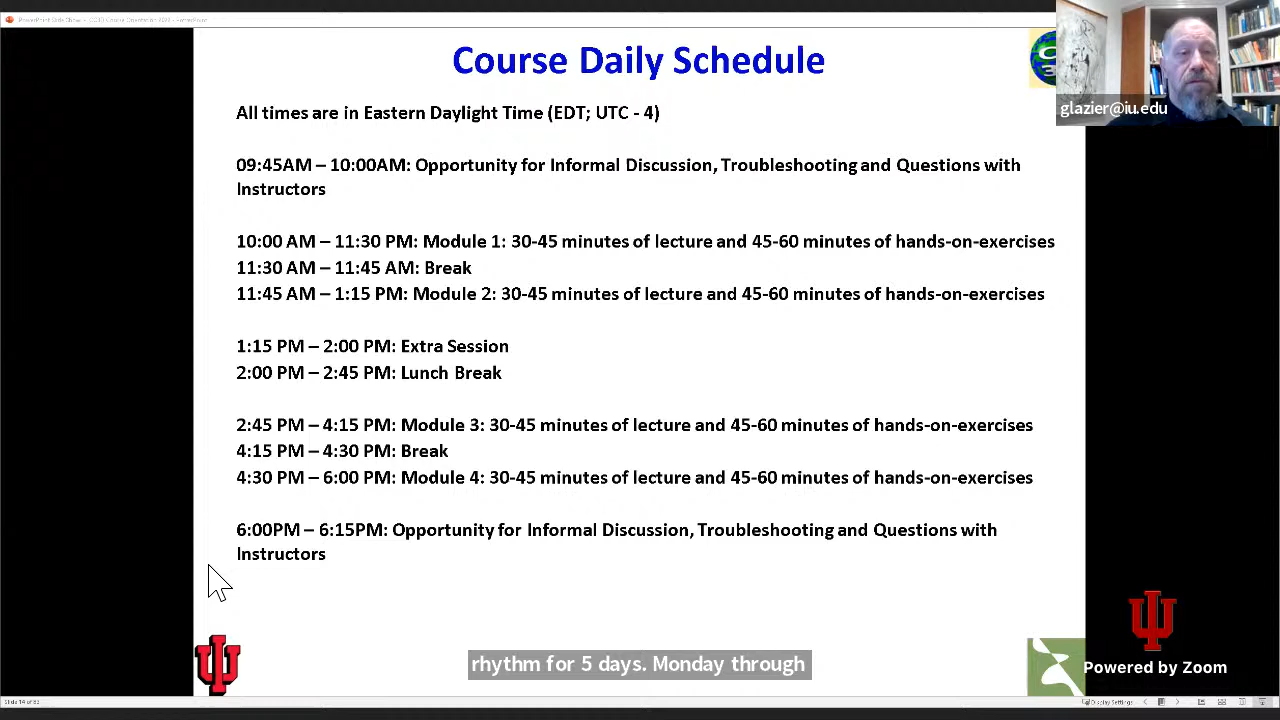 Course Daily Schedule
glazier@iu.edu
All times are in Eastern Daylight Time (EDT; UTC - 4)
09:45AM – 10:00AM: Opportunity for Informal Discussion, Troubleshooting and Questions with
Instructors
10:00 AM – 11:30 PM: Module 1: 30-45 minutes of lecture and 45-60 minutes of hands-on-exercises
11:30 AM – 11:45 AM: Break
11:45 AM – 1:15 PM: Module 2: 30-45 minutes of lecture and 45-60 minutes of hands-on-exercises
1:15 PM – 2:00 PM: Extra Session
2:00 PM – 2:45 PM: Lunch Break
2:45 PM – 4:15 PM: Module 3: 30-45 minutes of lecture and 45-60 minutes of hands-on-exercises
4:15 PM – 4:30 PM: Break
4:30 PM – 6:00 PM: Module 4: 30-45 minutes of lecture and 45-60 minutes of hands-on-exercises
6:00PM – 6:15PM: Opportunity for Informal Discussion, Troubleshooting and Questions with
Instructors
rhythm for 5 days. Monday through
Powered by Zoom
Slide 14 of 83
Display Settings